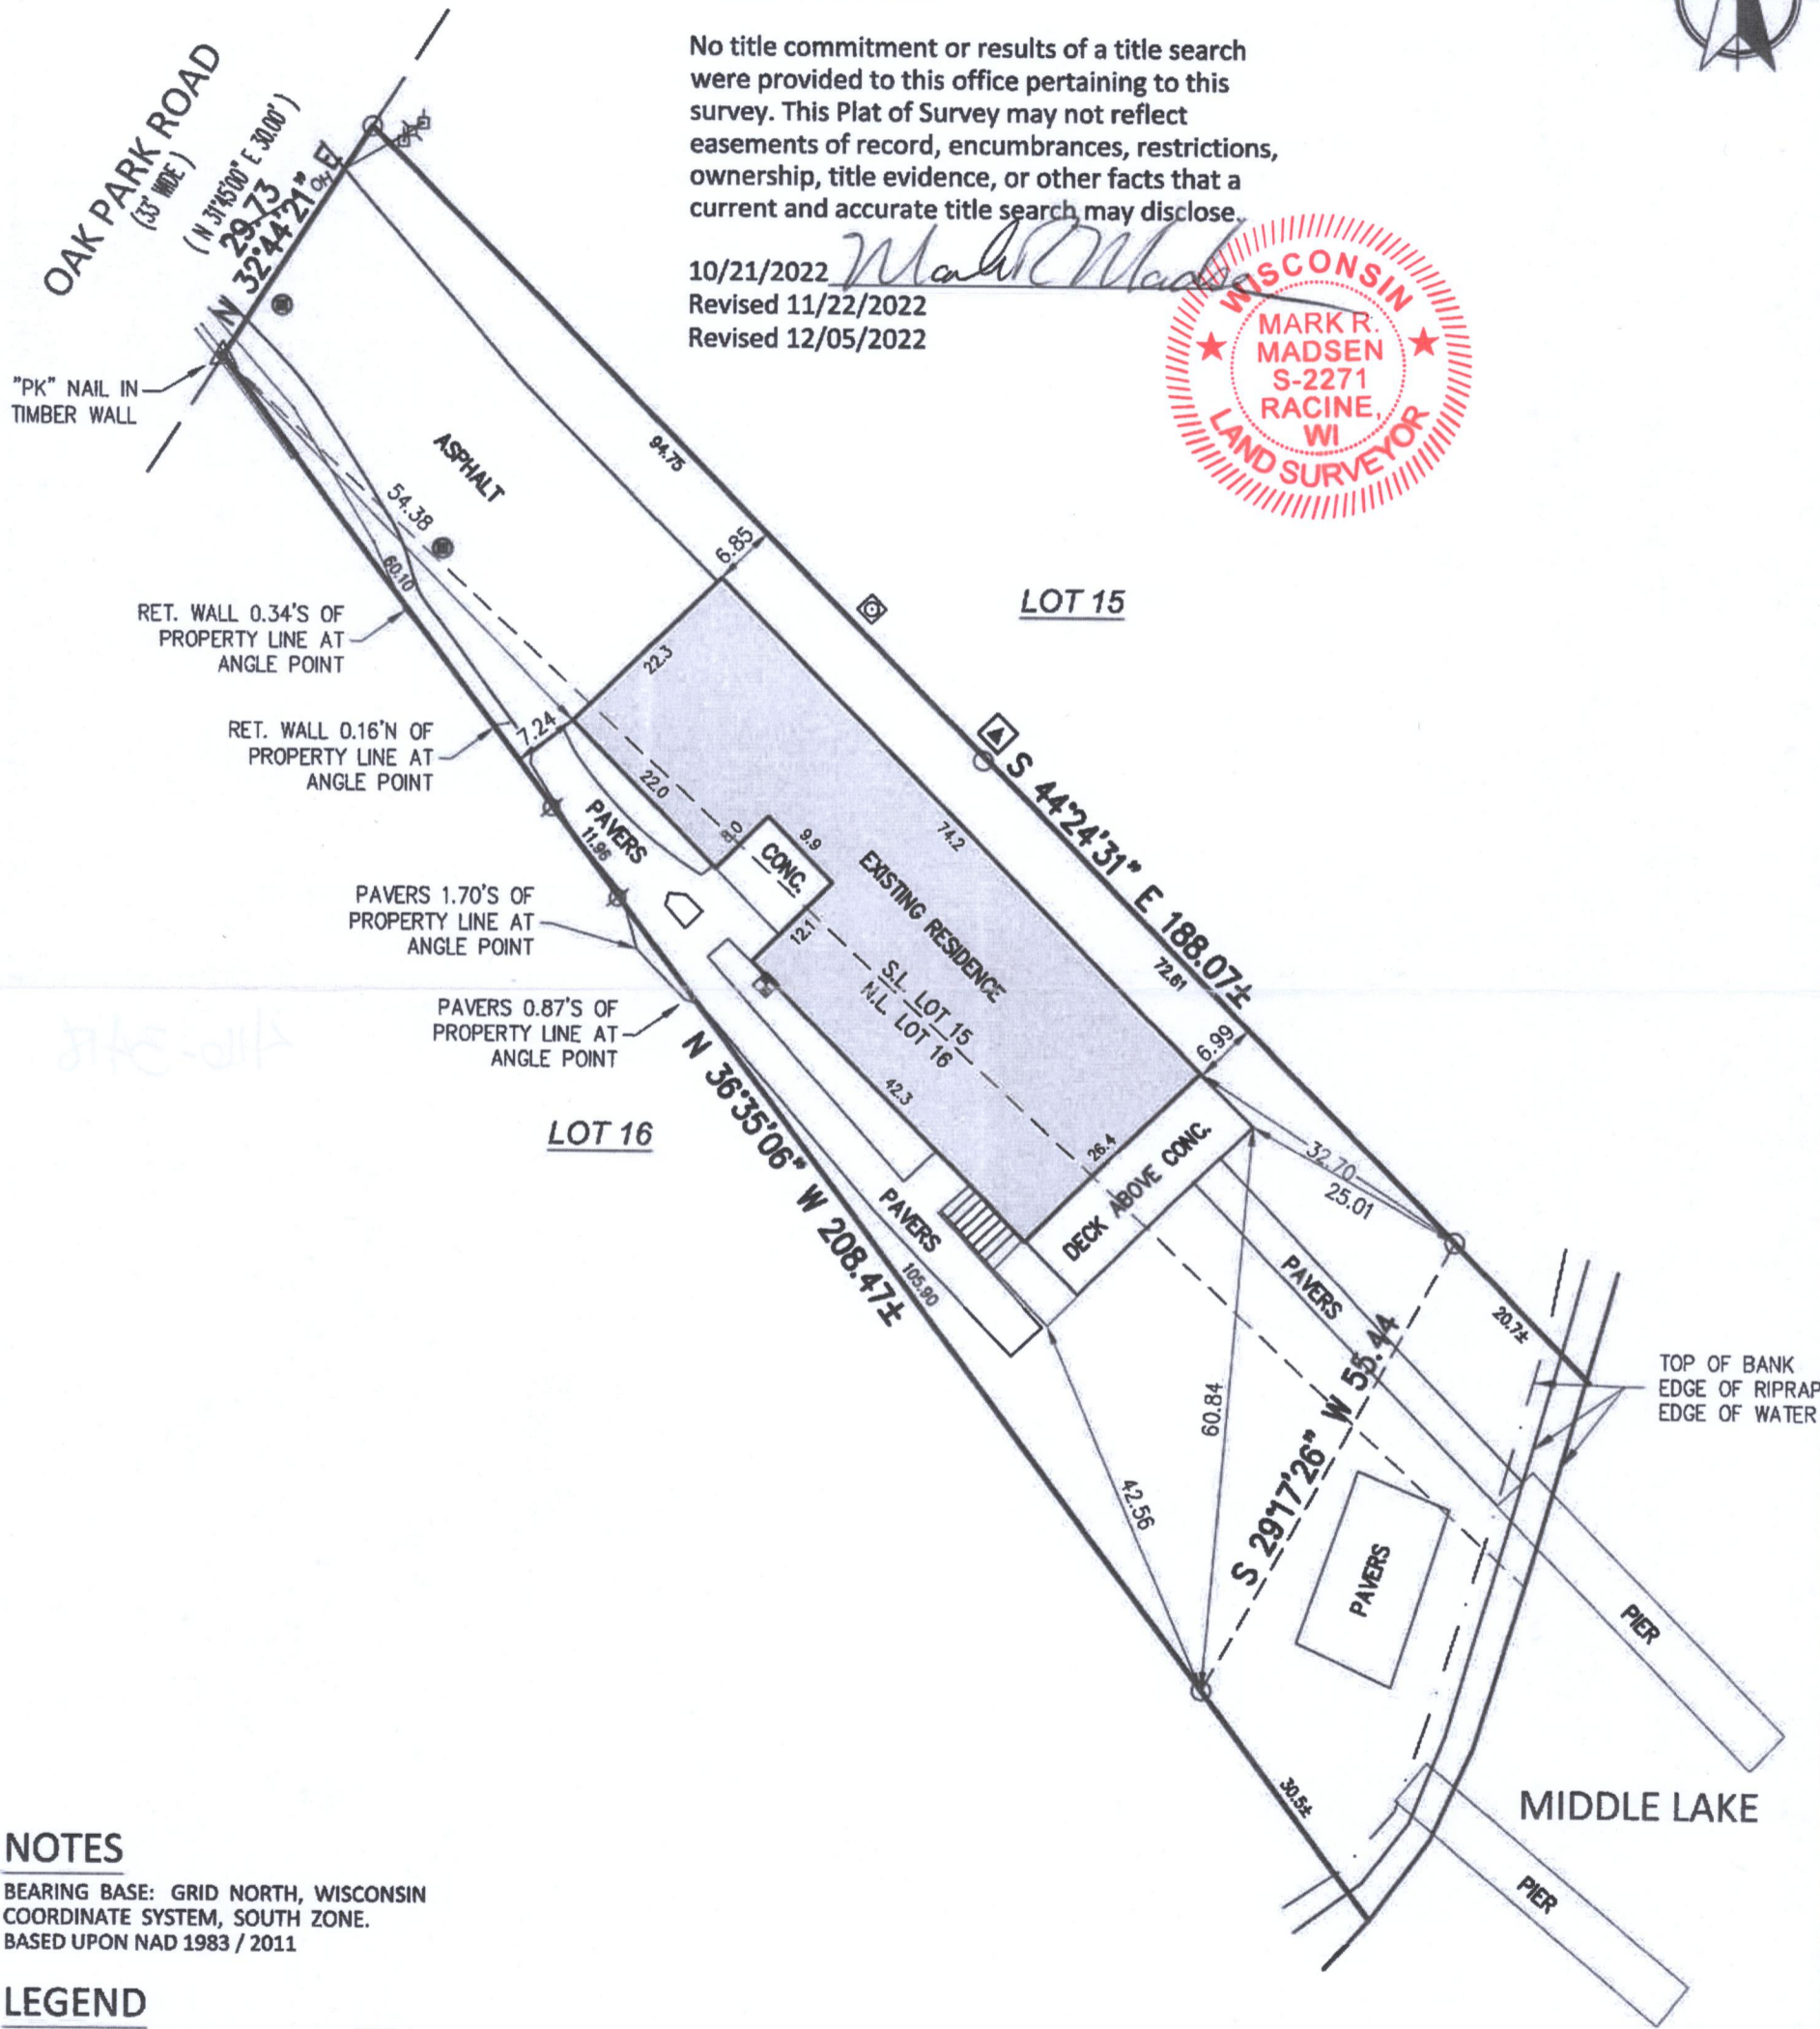 No title commitment or results of a title search
were provided to this office pertaining to this
survey. This Plat of Survey may not reflect
easements of record, encumbrances, restrictions,
ownership, title evidence, or other facts that a
current and accurate title search may disclose.
10/21/2022
Revised 11/22/2022
Revised 12/05/2022
WISCONSIN
MARK R.
MADSEN
S-2271
RACINE,
WI
LAND SURVEYOR
OAK PARK ROAD
(33' WIDE)
(N 31°45'00" E 30.00')
29.73
N 32°44'21" E
"PK" NAIL IN
TIMBER WALL
ASPHALT
94.75
54.38
60.10
6.85
RET. WALL 0.34'S OF
PROPERTY LINE AT
ANGLE POINT
LOT 15
22.3
RET. WALL 0.16'N OF
PROPERTY LINE AT
ANGLE POINT
7.24
22.0
PAVERS
11.96
8.0
9.9
CONC.
74.2
S 44°24'31" E 188.07±
EXISTING RESIDENCE
PAVERS 1.70'S OF
PROPERTY LINE AT
ANGLE POINT
12.1
S.L. LOT 15
N.L. LOT 16
72.61
PAVERS 0.87'S OF
PROPERTY LINE AT
ANGLE POINT
6.99
42.3
N 36°35'06" W 208.47±
LOT 16
26.4
DECK ABOVE CONC.
32.70
25.01
PAVERS
105.90
PAVERS
20.7±
TOP OF BANK
EDGE OF RIPRAP
EDGE OF WATER
60.84
S 29°17'26" W 55.44
42.56
PAVERS
PIER
30.5±
MIDDLE LAKE
PIER
NOTES
BEARING BASE: GRID NORTH, WISCONSIN
COORDINATE SYSTEM, SOUTH ZONE.
BASED UPON NAD 1983 / 2011
LEGEND